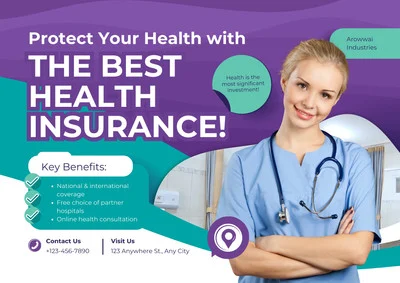 Protect Your Health with
THE BEST
HEALTH
INSURANCE!
Health is the
most significant
investment!
Arowwai
Industries
Key Benefits:
National & international
coverage
Free choice of partner
hospitals
Online health consultation
Contact Us
+123-456-7890
Visit Us
123 Anywhere St., Any City